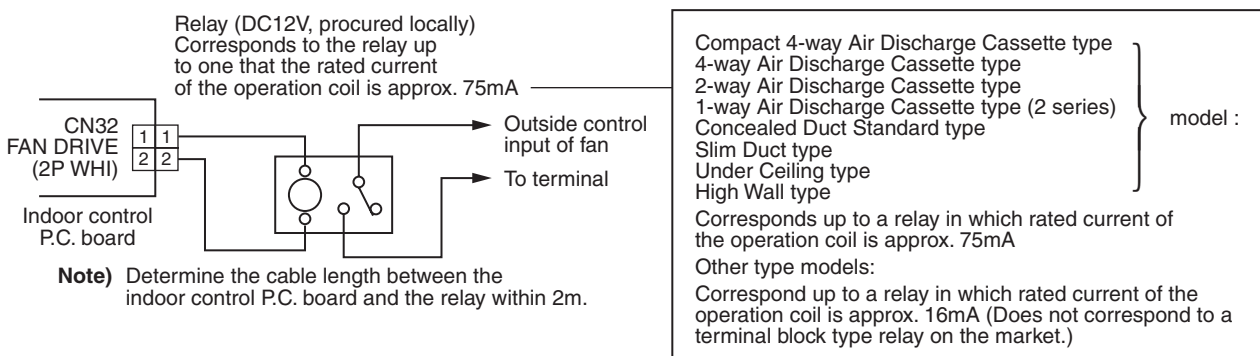 Relay (DC12V, procured locally)
Corresponds to the relay up
to one that the rated current
of the operation coil is approx. 75mA
CN32
FAN DRIVE
(2P WHI)
1 1
2 2
Indoor control
P.C. board
Outside control
input of fan
To terminal
Note) Determine the cable length between the
indoor control P.C. board and the relay within 2m.
Compact 4-way Air Discharge Cassette type
4-way Air Discharge Cassette type
2-way Air Discharge Cassette type
1-way Air Discharge Cassette type (2 series)
Concealed Duct Standard type
Slim Duct type
Under Ceiling type
High Wall type
model :
Corresponds up to a relay in which rated current of
the operation coil is approx. 75mA
Other type models:
Correspond up to a relay in which rated current of the
operation coil is approx. 16mA (Does not correspond to a
terminal block type relay on the market.)